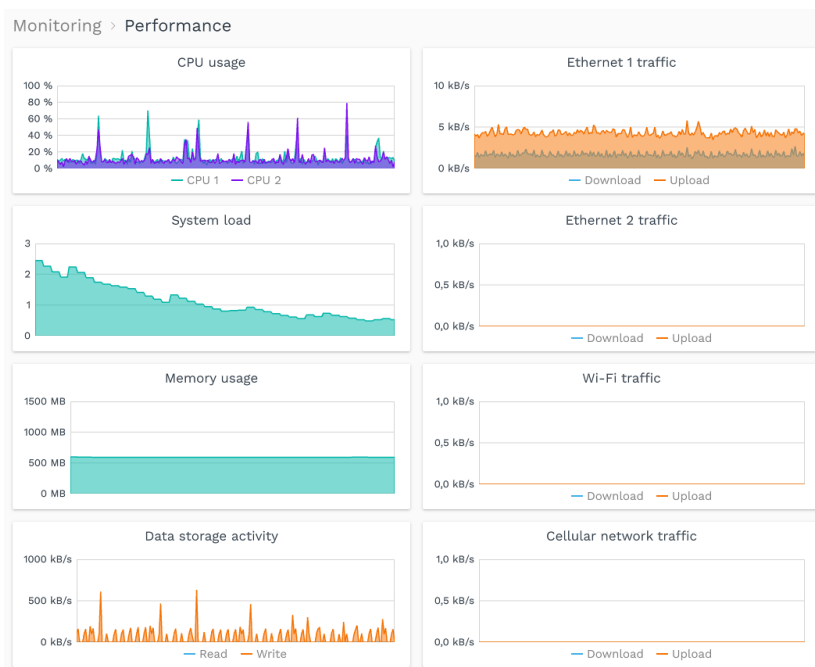 Monitoring > Performance
CPU usage
100 %
80 %
60 %
40 %
20 %
0 %
CPU 1 CPU 2
Ethernet 1 traffic
10 kB/s
5 kB/s
0 kB/s
Download Upload
System load
3
2
1
0
Ethernet 2 traffic
1,0 kB/s
0,5 kB/s
0,0 kB/s
Download Upload
Memory usage
1500 MB
1000 MB
500 MB
0 MB
Wi-Fi traffic
1,0 kB/s
0,5 kB/s
0,0 kB/s
Download Upload
Data storage activity
1000 kB/s
500 kB/s
0 kB/s
Read Write
Cellular network traffic
1,0 kB/s
0,5 kB/s
0,0 kB/s
Download Upload